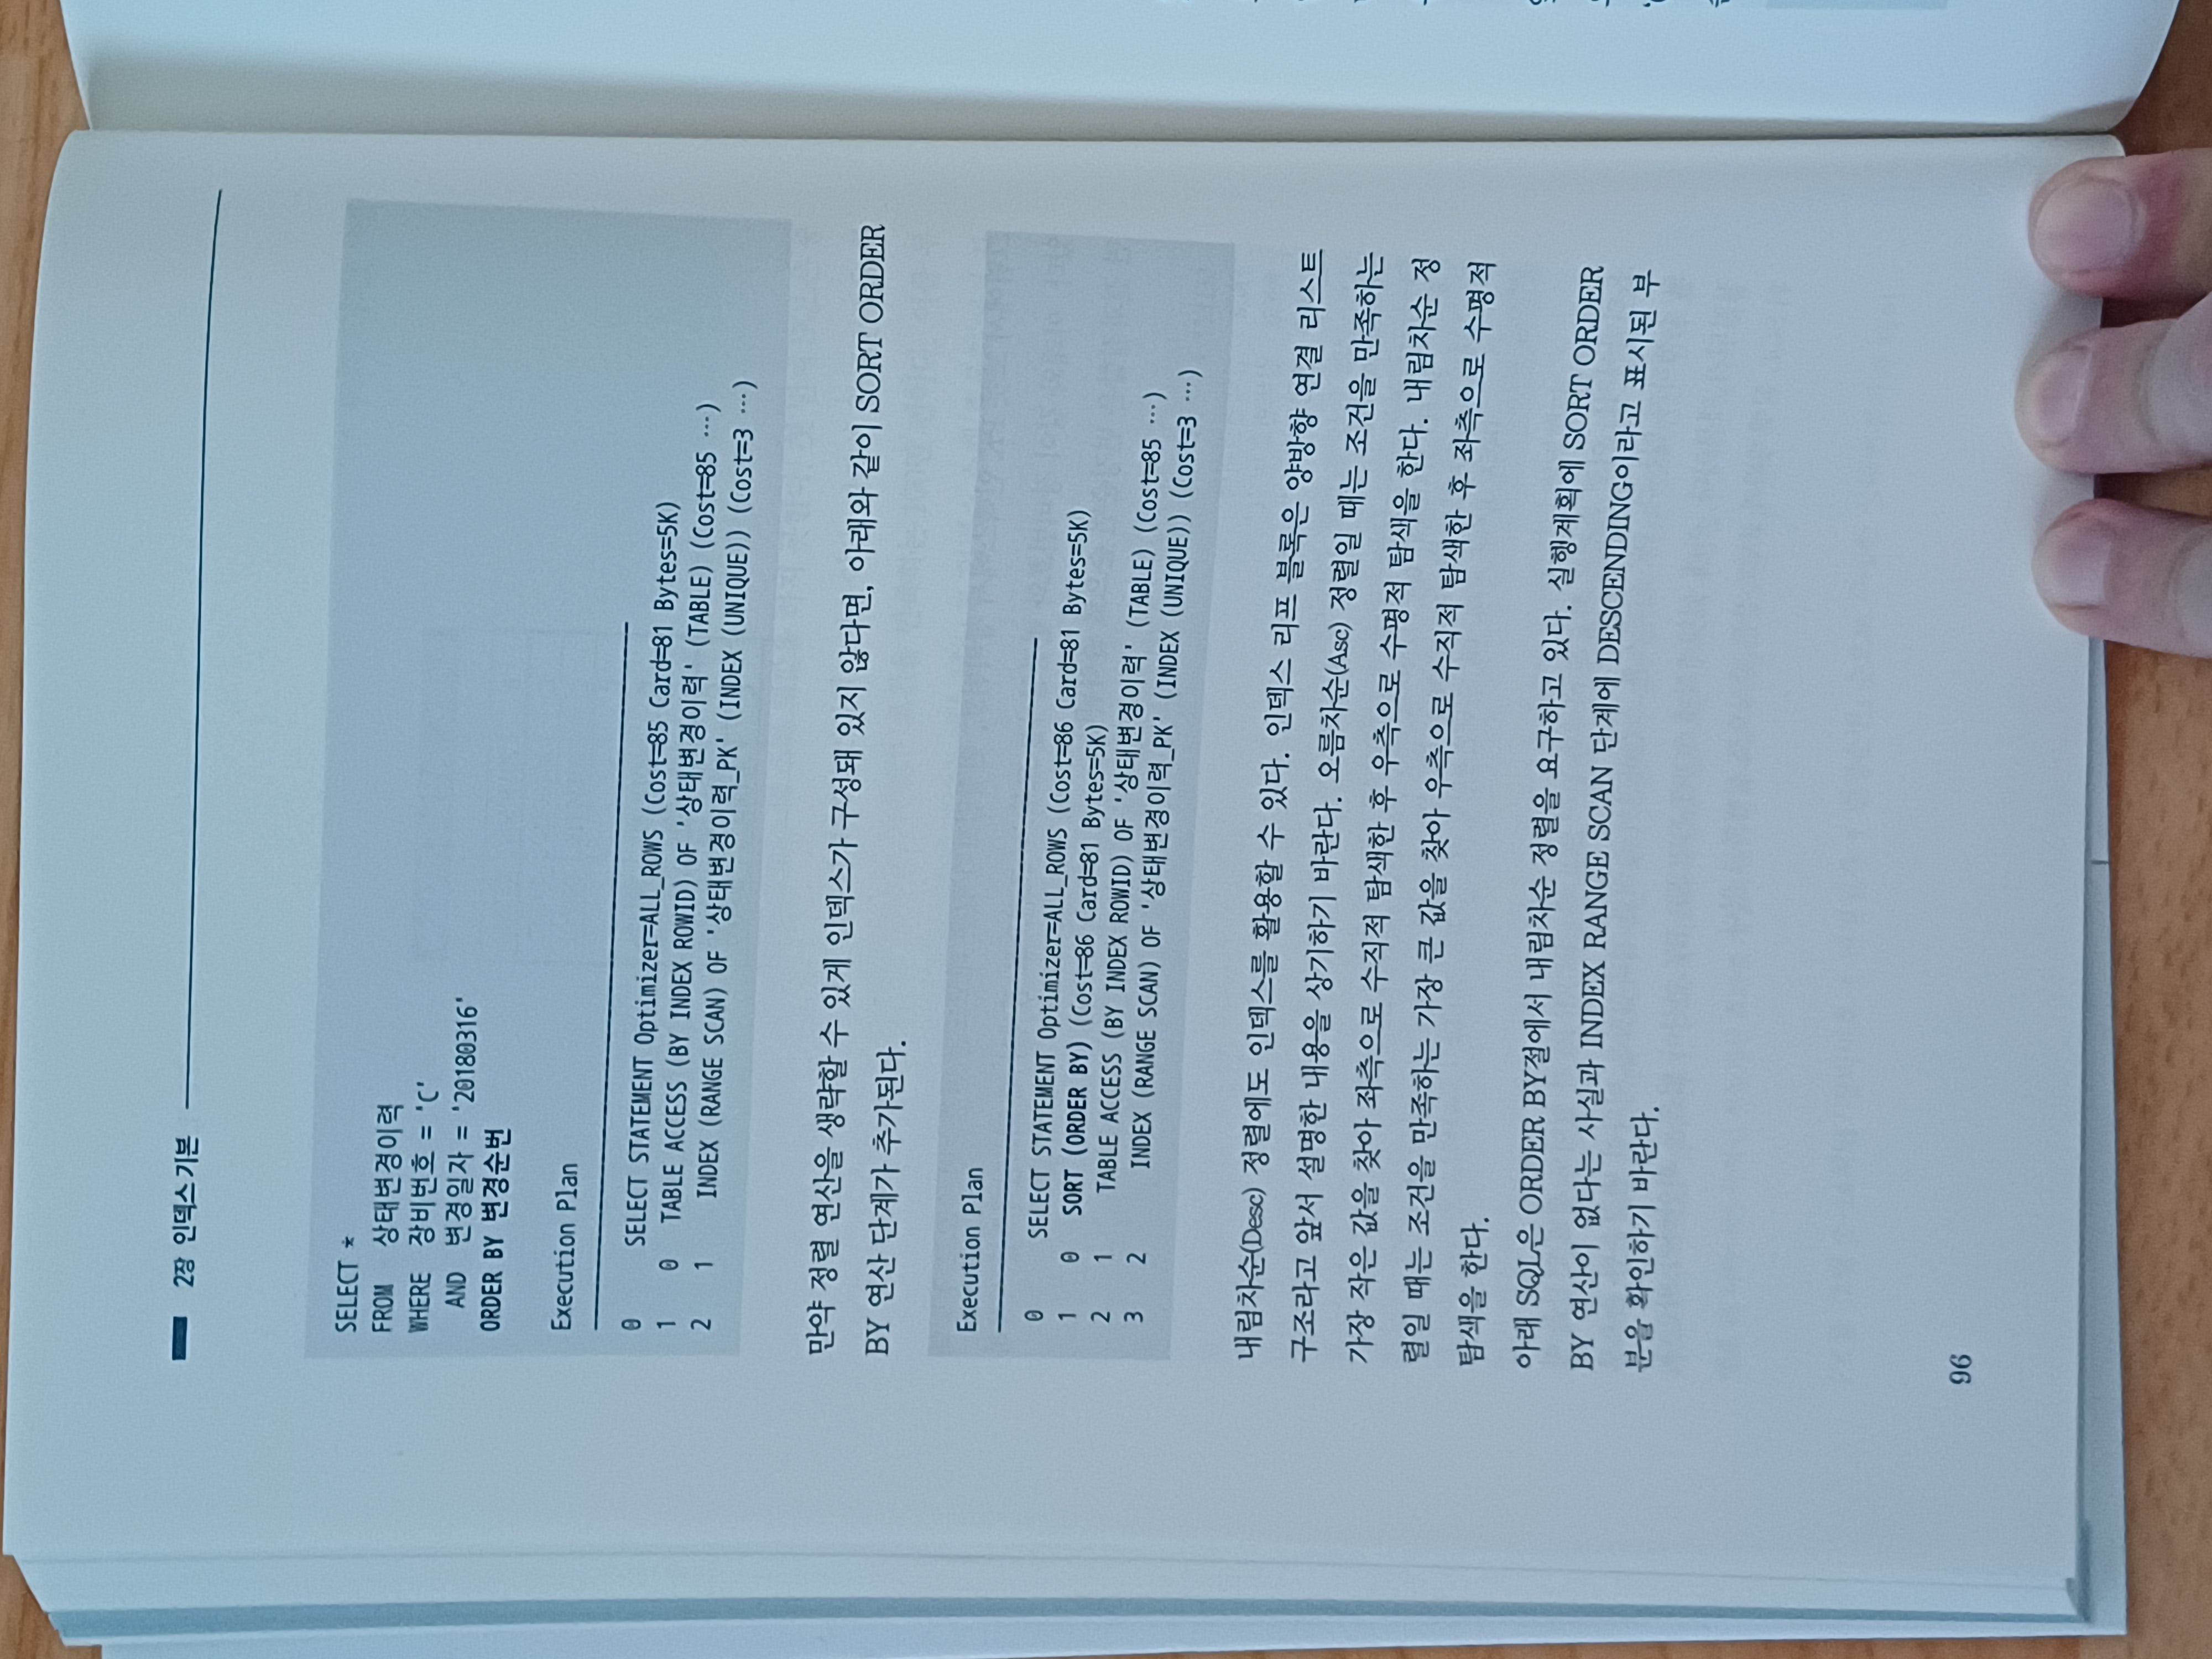 2장 인덱스 기본
SELECT *
FROM 상태변경이력
WHERE 장비번호 = 'C'
AND 변경일자 = '20180316'
ORDER BY 변경순번
Execution Plan
0 SELECT STATEMENT Optimizer=ALL_ROWS (Cost=85 Card=81 Bytes=5K)
1 0 TABLE ACCESS (BY INDEX ROWID) OF '상태변경이력' (TABLE) (Cost=85 …)
2 1 INDEX (RANGE SCAN) OF '상태변경이력_PK' (INDEX (UNIQUE)) (Cost=3 …)
만약 정렬 연산을 생략할 수 있게 인덱스가 구성돼 있지 않다면, 아래와 같이 SORT ORDER
BY 연산 단계가 추가된다.
Execution Plan
0 SELECT STATEMENT Optimizer=ALL_ROWS (Cost=86 Card=81 Bytes=5K)
1 0 SORT (ORDER BY) (Cost=86 Card=81 Bytes=5K)
2 1 TABLE ACCESS (BY INDEX ROWID) OF '상태변경이력' (TABLE) (Cost=85 …)
3 2 INDEX (RANGE SCAN) OF '상태변경이력_PK' (INDEX (UNIQUE)) (Cost=3 …)
내림차순(Desc) 정렬에도 인덱스를 활용할 수 있다. 인덱스 리프 블록은 양방향 연결 리스트
구조라고 앞서 설명한 내용을 상기하기 바란다. 오름차순(Asc) 정렬일 때는 조건을 만족하는
가장 작은 값을 찾아 좌측으로 수직적 탐색한 후 우측으로 수평적 탐색을 한다. 내림차순 정
렬일 때는 조건을 만족하는 가장 큰 값을 찾아 우측으로 수직적 탐색한 후 좌측으로 수평적
탐색을 한다.
아래 SQL은 ORDER BY절에서 내림차순 정렬을 요구하고 있다. 실행계획에 SORT ORDER
BY 연산이 없다는 사실과 INDEX RANGE SCAN 단계에 DESCENDING이라고 표시된 부
분을 확인하기 바란다.
96